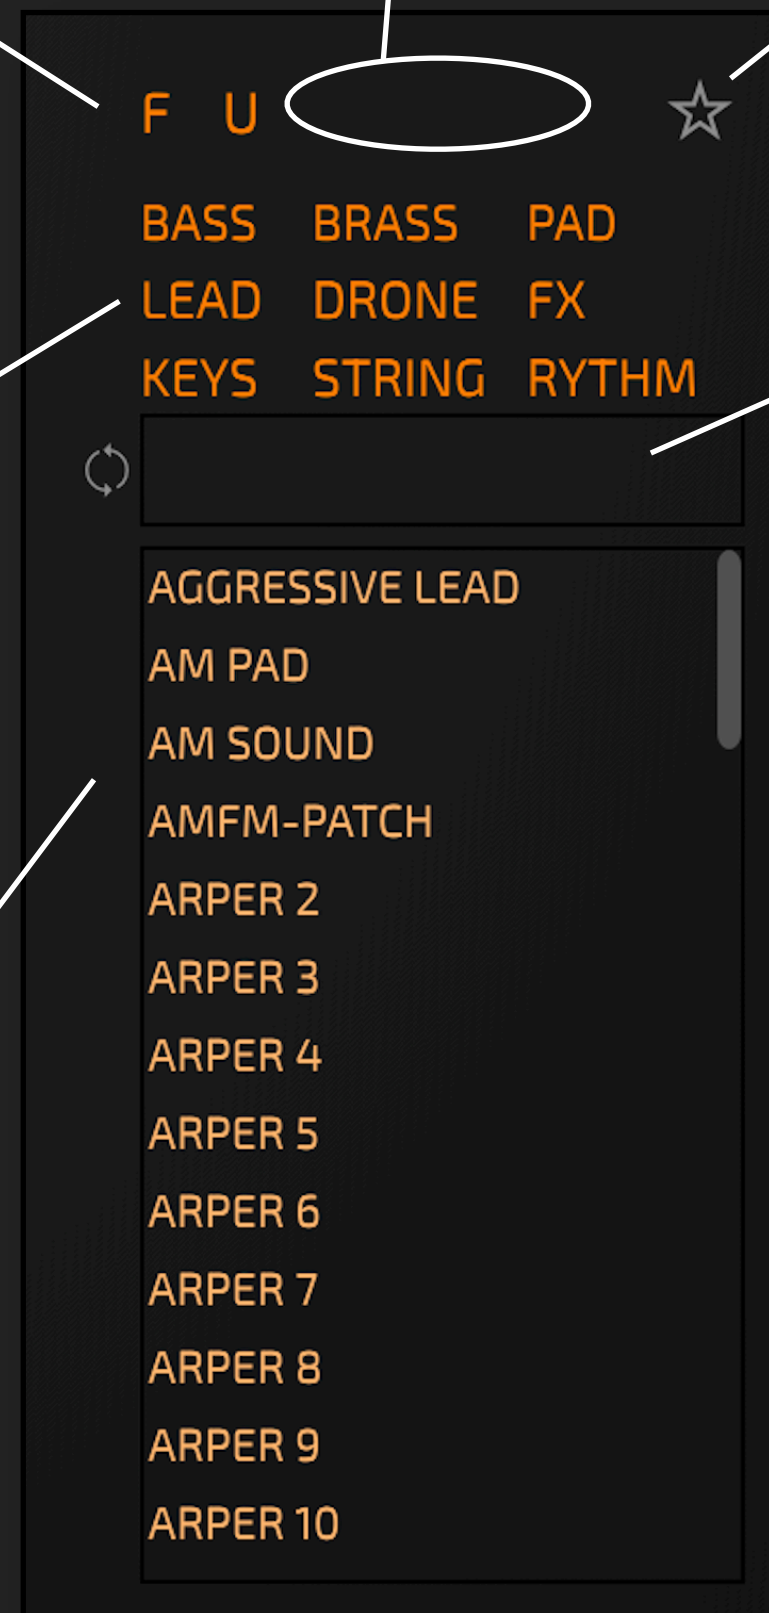 F U
BASS BRASS PAD
LEAD DRONE FX
KEYS STRING RYTHM
AGGRESSIVE LEAD
AM PAD
AM SOUND
AMFM-PATCH
ARPER 2
ARPER 3
ARPER 4
ARPER 5
ARPER 6
ARPER 7
ARPER 8
ARPER 9
ARPER 10